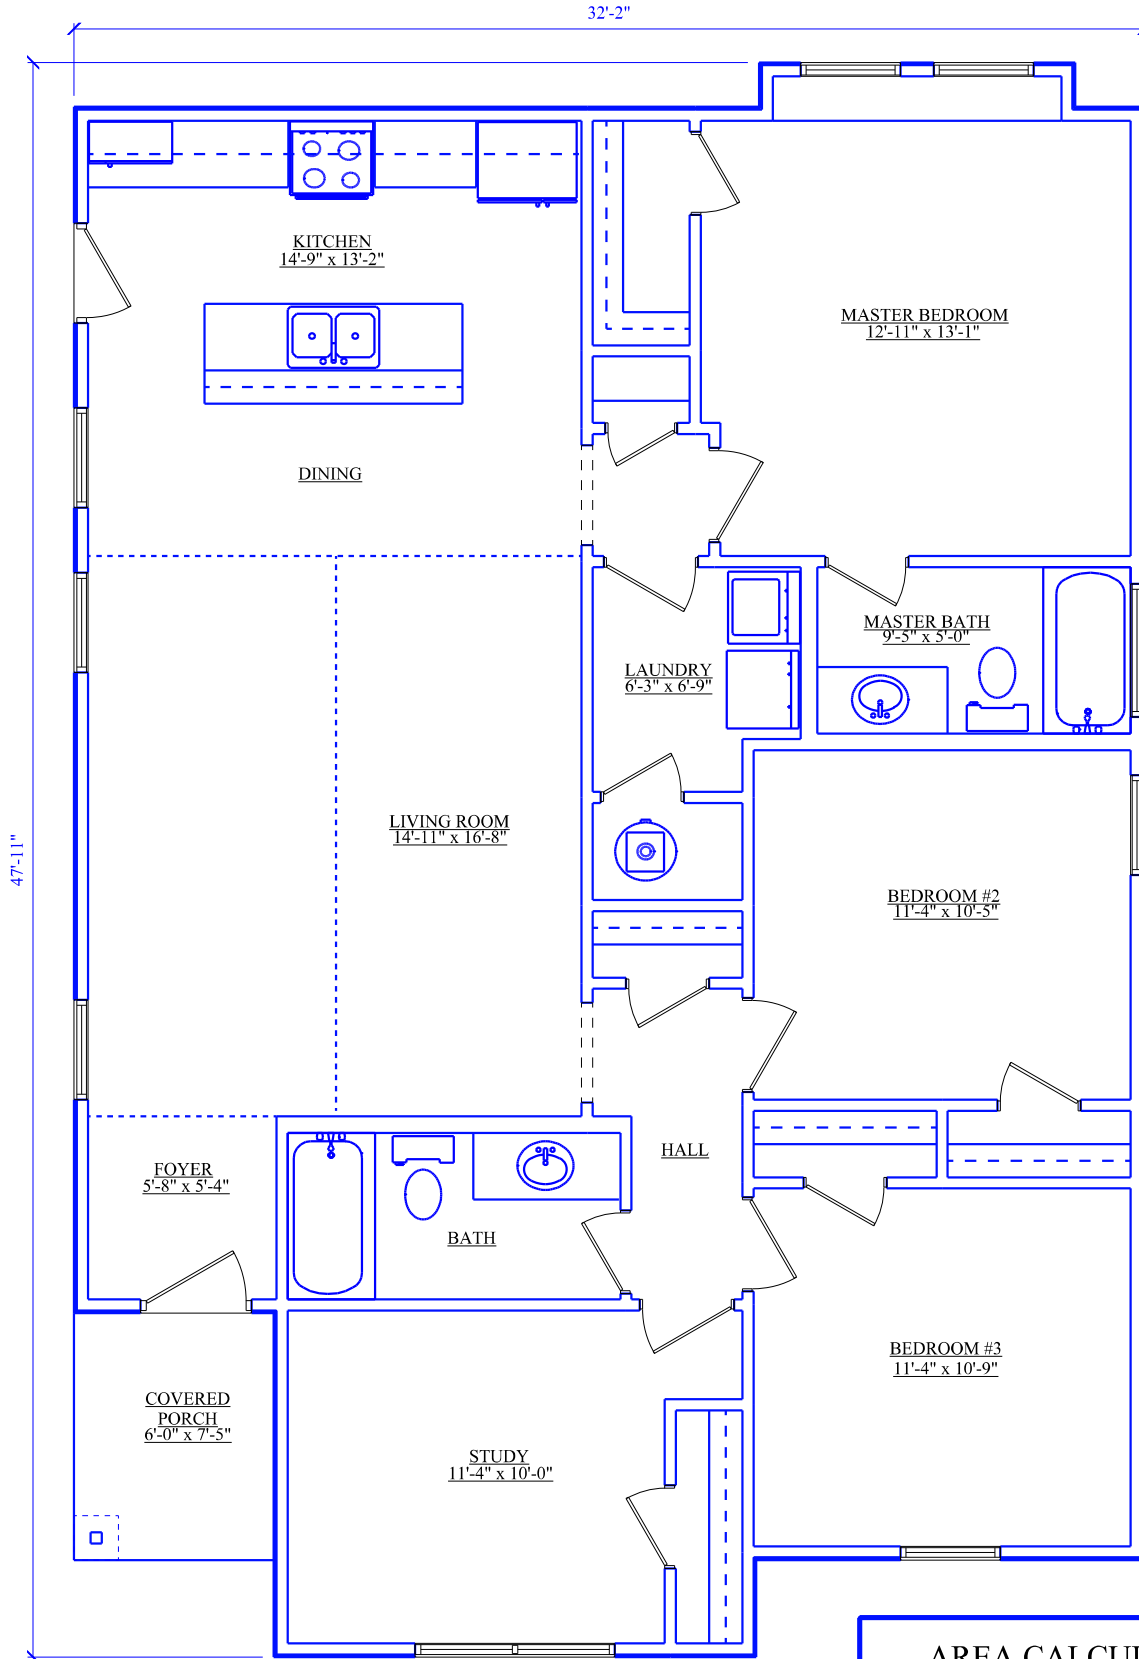 32'-2"
KITCHEN
14'-9" x 13'-2"
MASTER BEDROOM
12'-11" x 13'-1"
DINING
MASTER BATH
9'-5" x 5'-0"
LAUNDRY
6'-3" x 6'-9"
LIVING ROOM
14'-11" x 16'-8"
47'-11"
BEDROOM #2
11'-4" x 10'-5"
HALL
FOYER
5'-8" x 5'-4"
BATH
BEDROOM #3
11'-4" x 10'-9"
COVERED
PORCH
6'-0" x 7'-5"
STUDY
11'-4" x 10'-0"
AREA CALCU